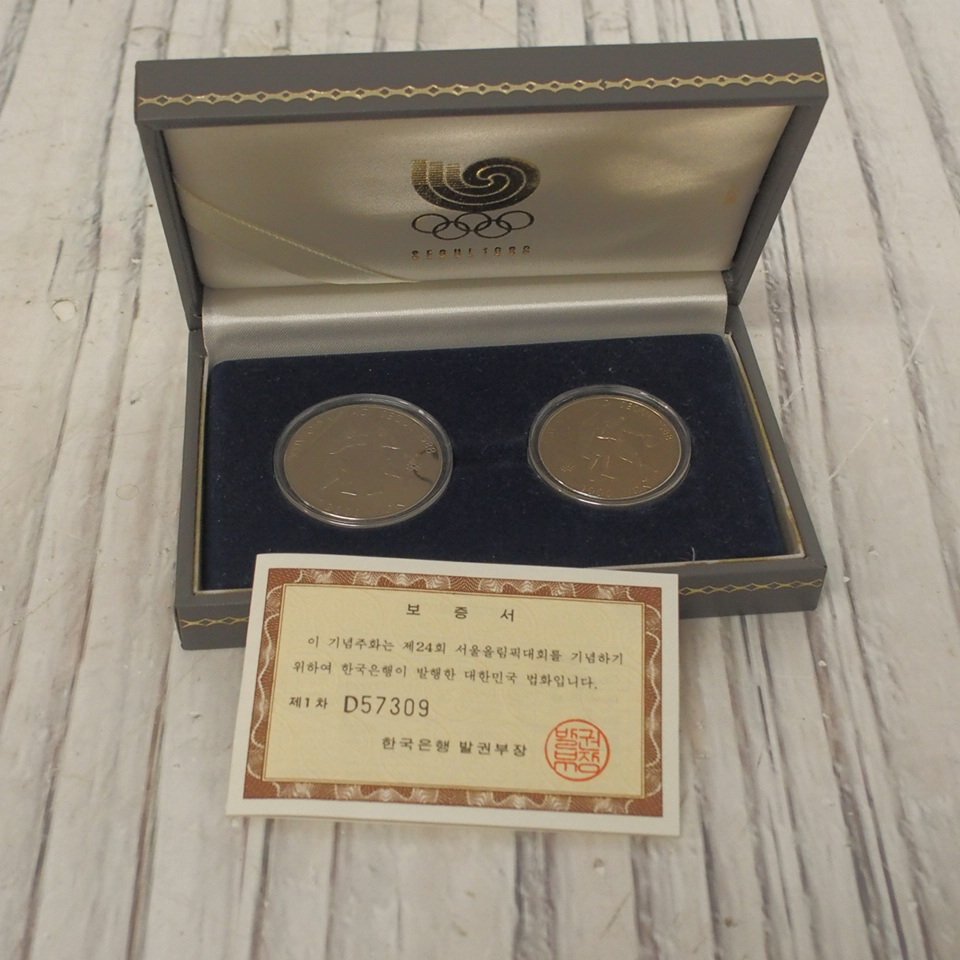 SEOUL 1988
보 증 서
이 기념주화는 제24회 서울올림픽대회를 기념하기
위하여 한국은행이 발행한 대한민국 법화입니다.
제1차 D57309
한국은행 발권부장